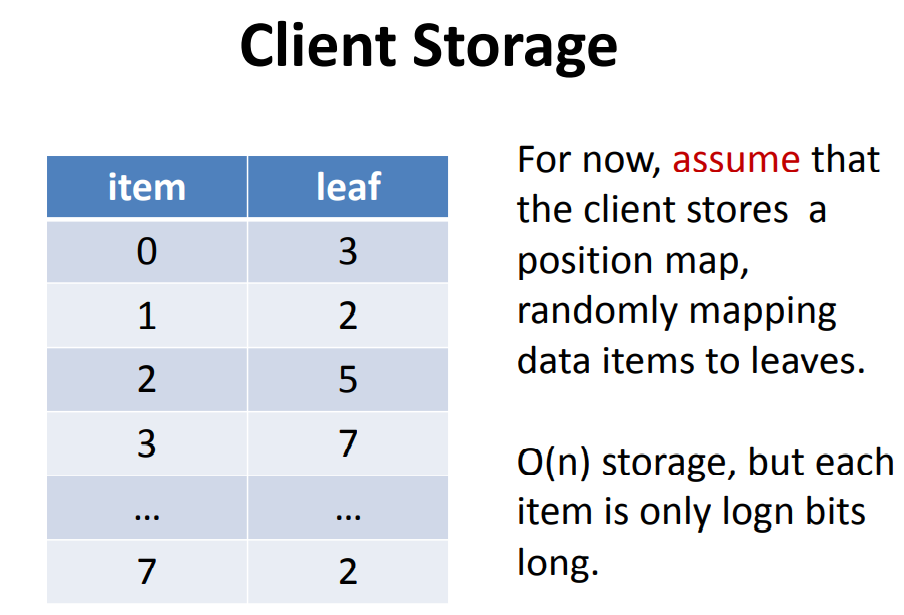 Client Storage
item leaf
0 3
1 2
2 5
3 7
... ...
7 2
For now, assume that
the client stores a
position map,
randomly mapping
data items to leaves.
O(n) storage, but each
item is only logn bits
long.